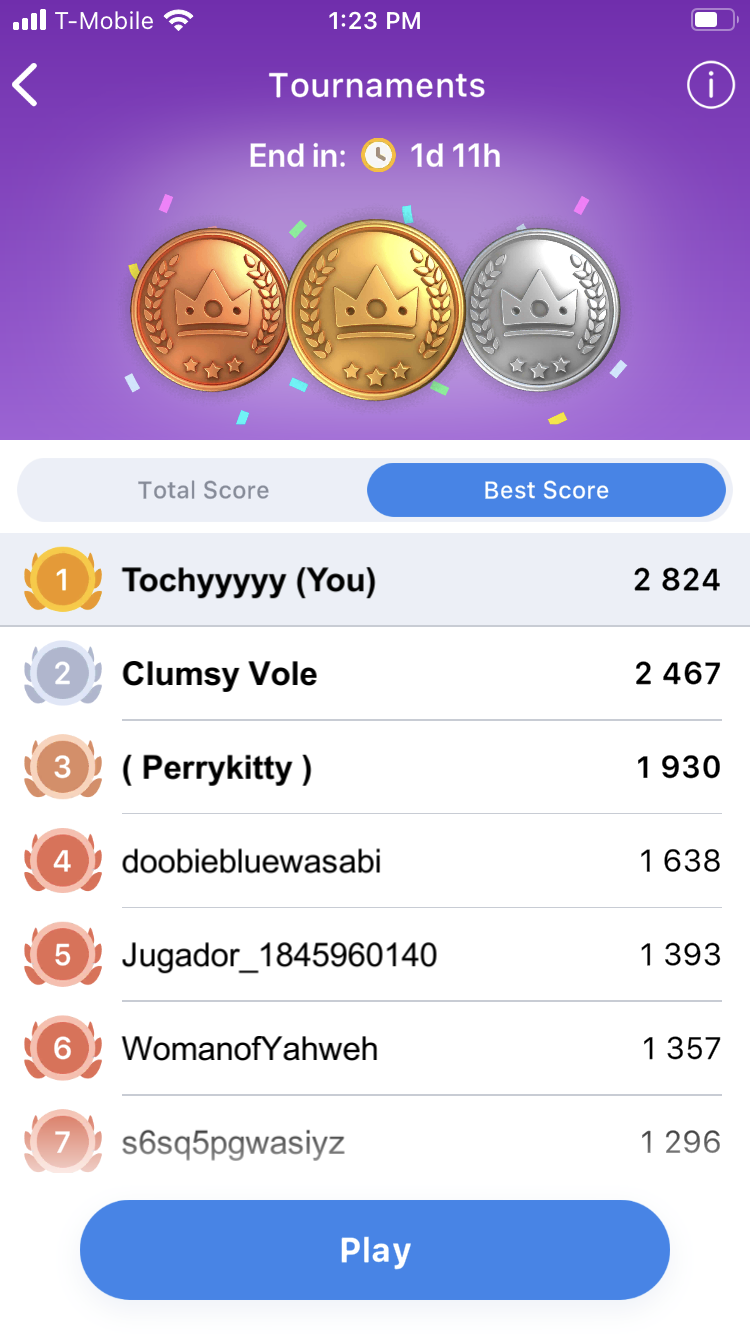 T-Mobile 1:23 PM
Tournaments
End in: 1d 11h
Total Score Best Score
1 Tochyyyyy (You) 2 824
2 Clumsy Vole 2 467
3 ( Perrykitty ) 1 930
4 doobiebluewasabi 1 638
5 Jugador_1845960140 1 393
6 WomanofYahweh 1 357
7 s6sq5pgwasiyz 1 296
Play